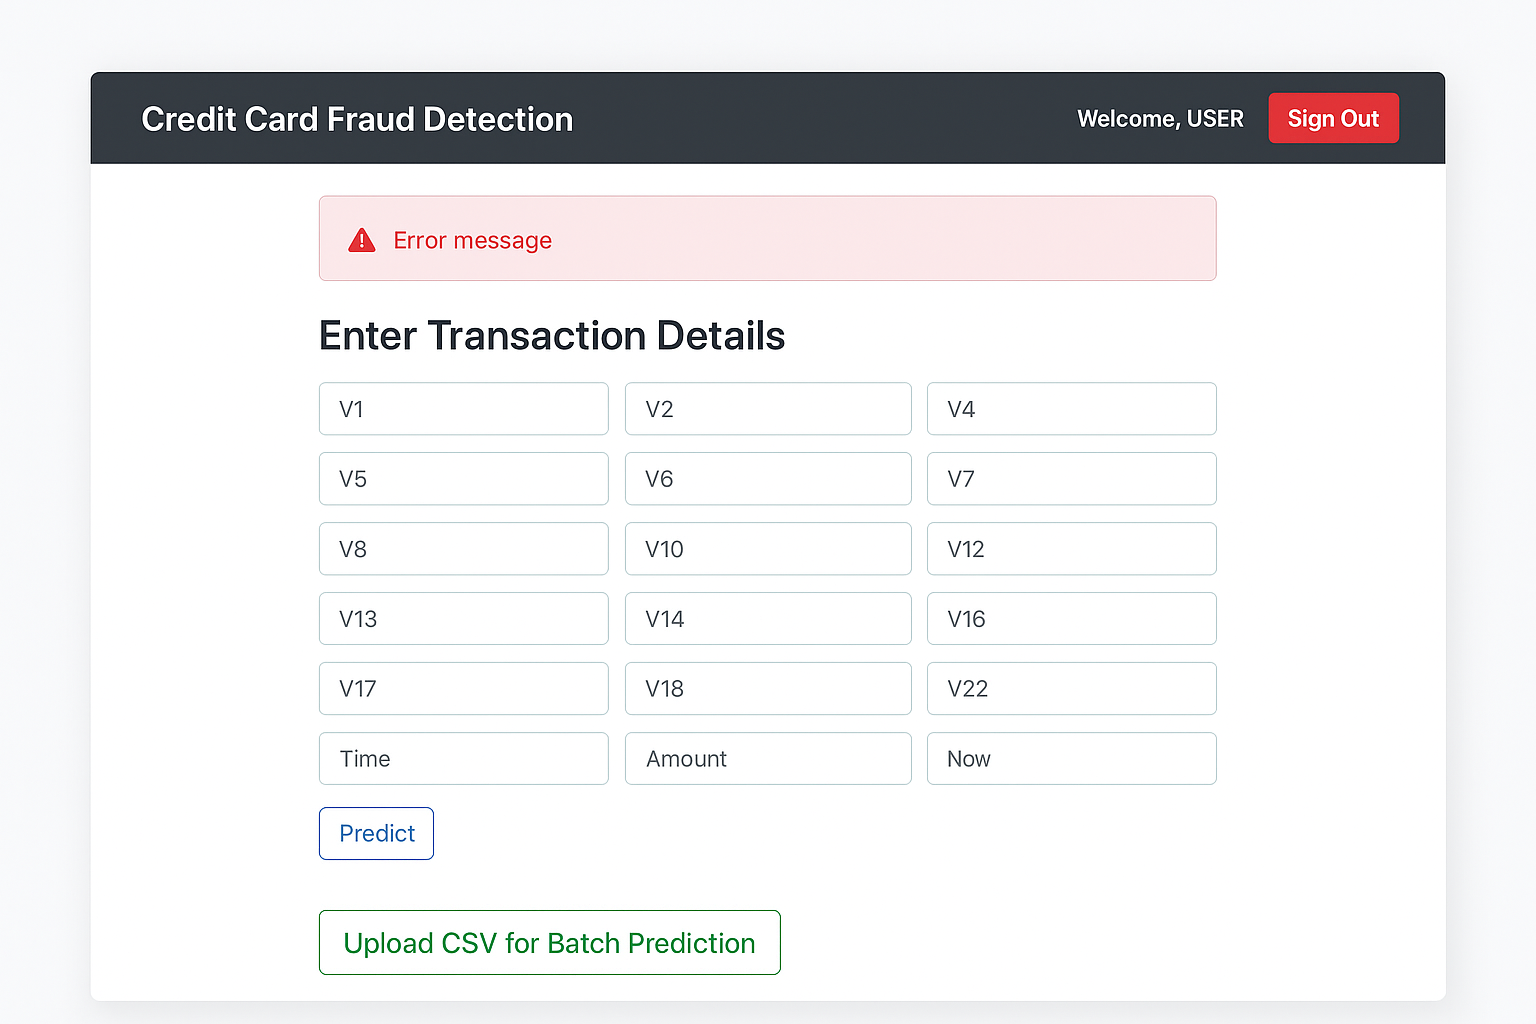 Credit Card Fraud Detection
Welcome, USER
Sign Out
Error message
Enter Transaction Details
V1
V2
V4
V5
V6
V7
V8
V10
V12
V13
V14
V16
V17
V18
V22
Time
Amount
Now
Predict
Upload CSV for Batch Prediction